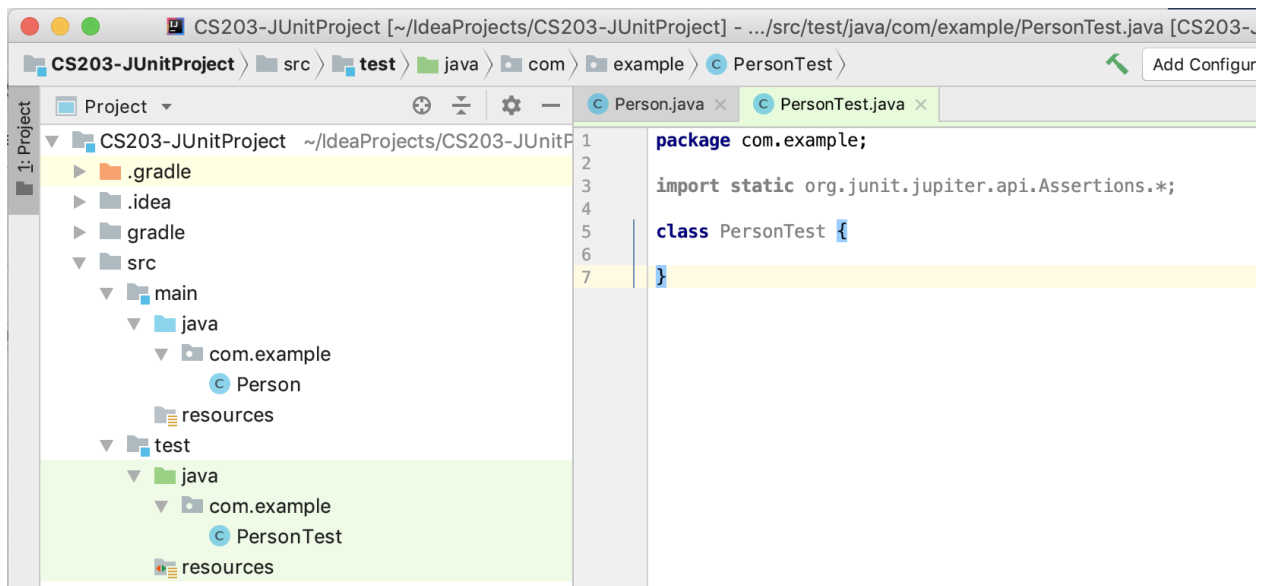 CS203-JUnitProject [~/IdeaProjects/CS203-JUnitProject] - .../src/test/java/com/example/PersonTest.java [CS203-J
CS203-JUnitProject src test java com example PersonTest Add Configur
1: Project
Project
Person.java PersonTest.java
CS203-JUnitProject ~/IdeaProjects/CS203-JUnitP
.gradle
.idea
gradle
src
main
java
com.example
Person
resources
test
java
com.example
PersonTest
resources
1 package com.example;
2
3 import static org.junit.jupiter.api.Assertions.*;
4
5 class PersonTest {
6
7 }